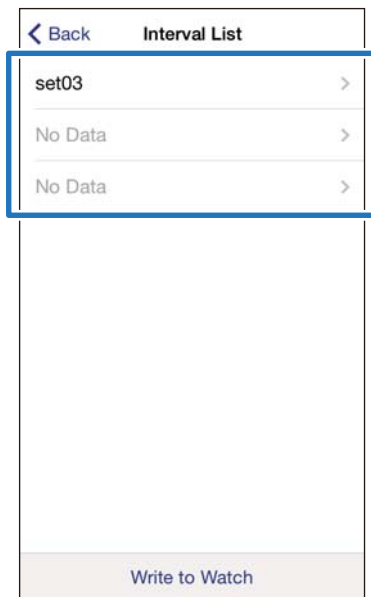 Back Interval List
set03
No Data
No Data
Write to Watch